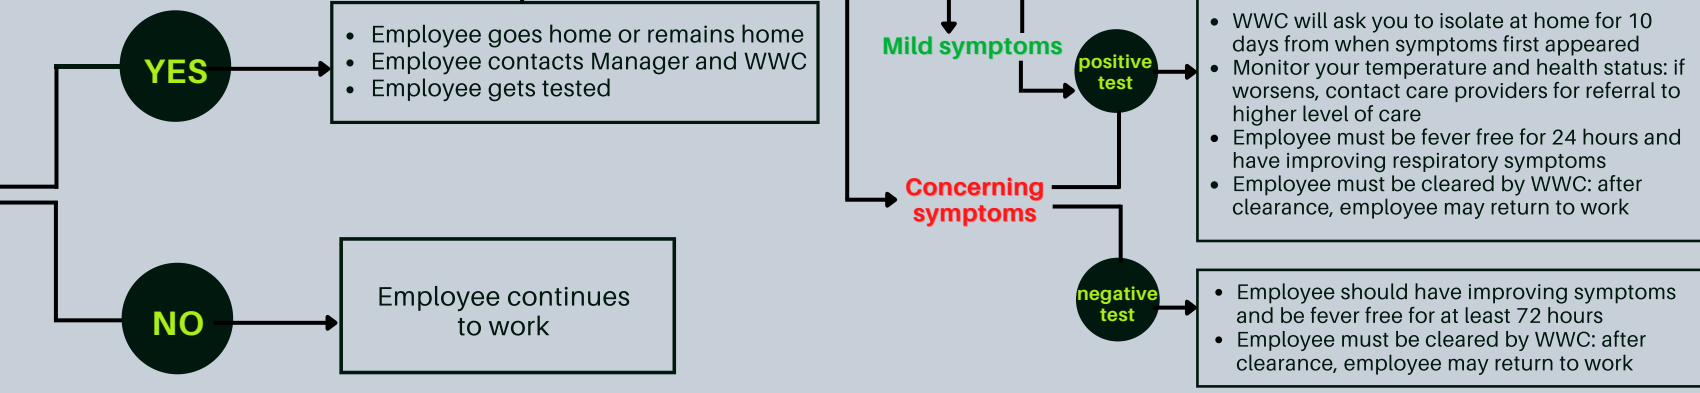 YES
Employee goes home or remains home
Employee contacts Manager and WWC
Employee gets tested
NO
Employee continues
to work
Mild symptoms
Concerning
symptoms
positive
test
WWC will ask you to isolate at home for 10
days from when symptoms first appeared
Monitor your temperature and health status: if
worsens, contact care providers for referral to
higher level of care
Employee must be fever free for 24 hours and
have improving respiratory symptoms
Employee must be cleared by WWC: after
clearance, employee may return to work
negative
test
Employee should have improving symptoms
and be fever free for at least 72 hours
Employee must be cleared by WWC: after
clearance, employee may return to work